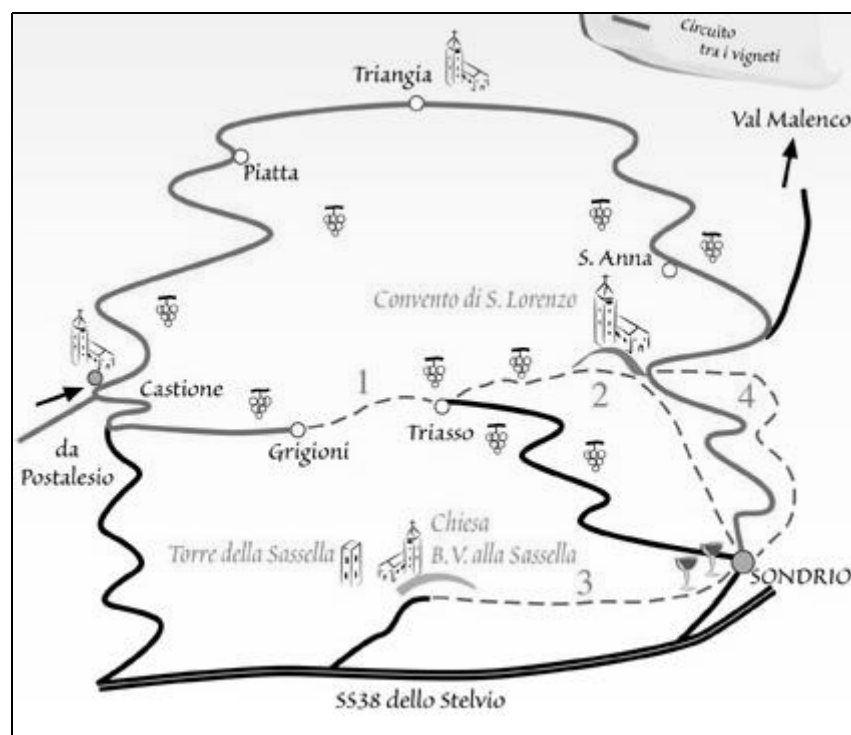 Circuito
tra i vigneti
Triangia
Val Malenco
Piatta
S. Anna
Convento di S. Lorenzo
Castione
1
2
4
da
Postalesio
Grigioni
Triasso
Chiesa
B.V. alla Sassella
Torre della Sassella
3
SONDRIO
SS38 dello Stelvio